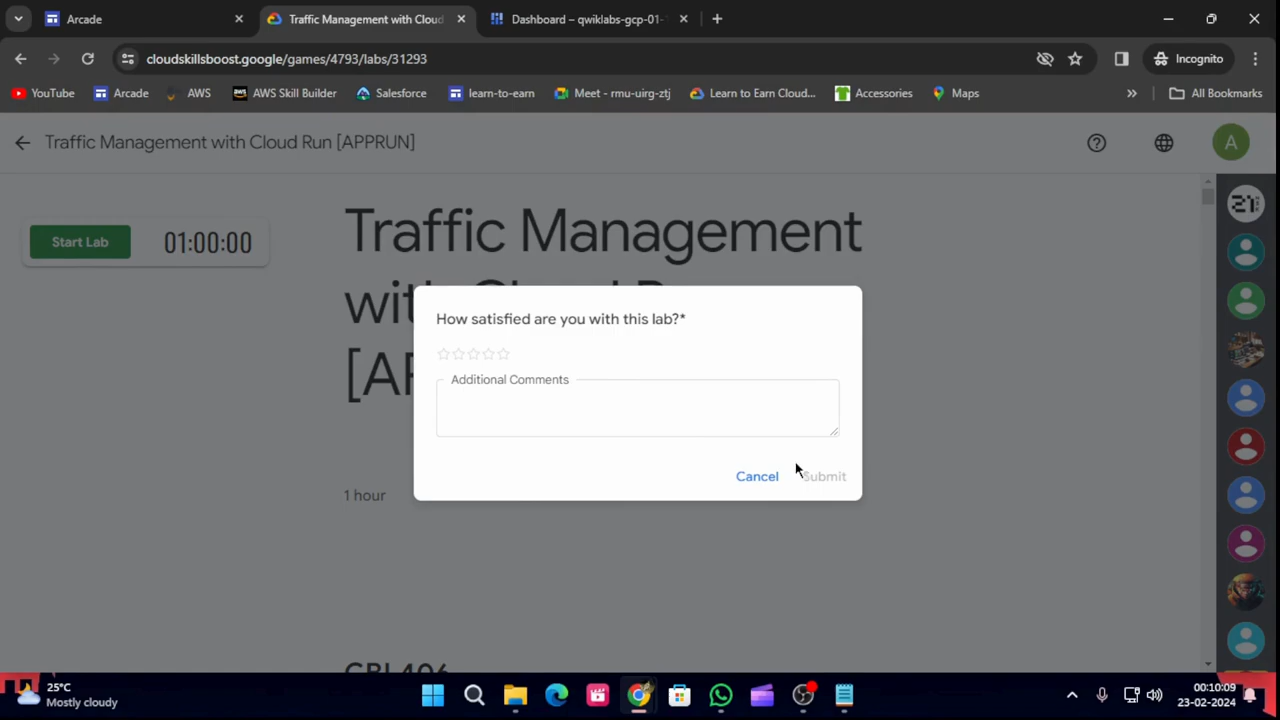 Arcade
Traffic Management with Cloud
Dashboard – qwiklabs-gcp-01-
cloudskillsboost.google/games/4793/labs/31293
Incognito
YouTube
Arcade
AWS
AWS Skill Builder
Salesforce
learn-to-earn
Meet - rmu-uirg-ztj
Learn to Earn Cloud...
Accessories
Maps
All Bookmarks
Traffic Management with Cloud Run [APPRUN]
A
Start Lab
01:00:00
Traffic Management
How satisfied are you with this lab?*
Additional Comments
Cancel
Submit
1 hour
25°C
Mostly cloudy
00:10:09
23-02-2024